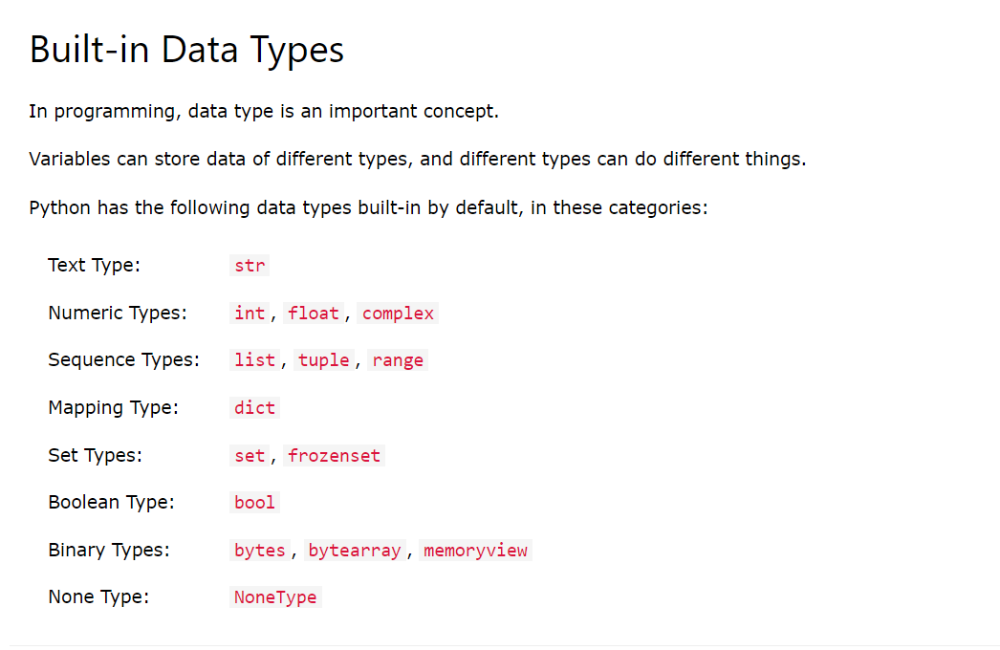 Built-in Data Types
In programming, data type is an important concept.
Variables can store data of different types, and different types can do different things.
Python has the following data types built-in by default, in these categories:
Text Type: str
Numeric Types: int, float, complex
Sequence Types: list, tuple, range
Mapping Type: dict
Set Types: set, frozenset
Boolean Type: bool
Binary Types: bytes, bytearray, memoryview
None Type: NoneType